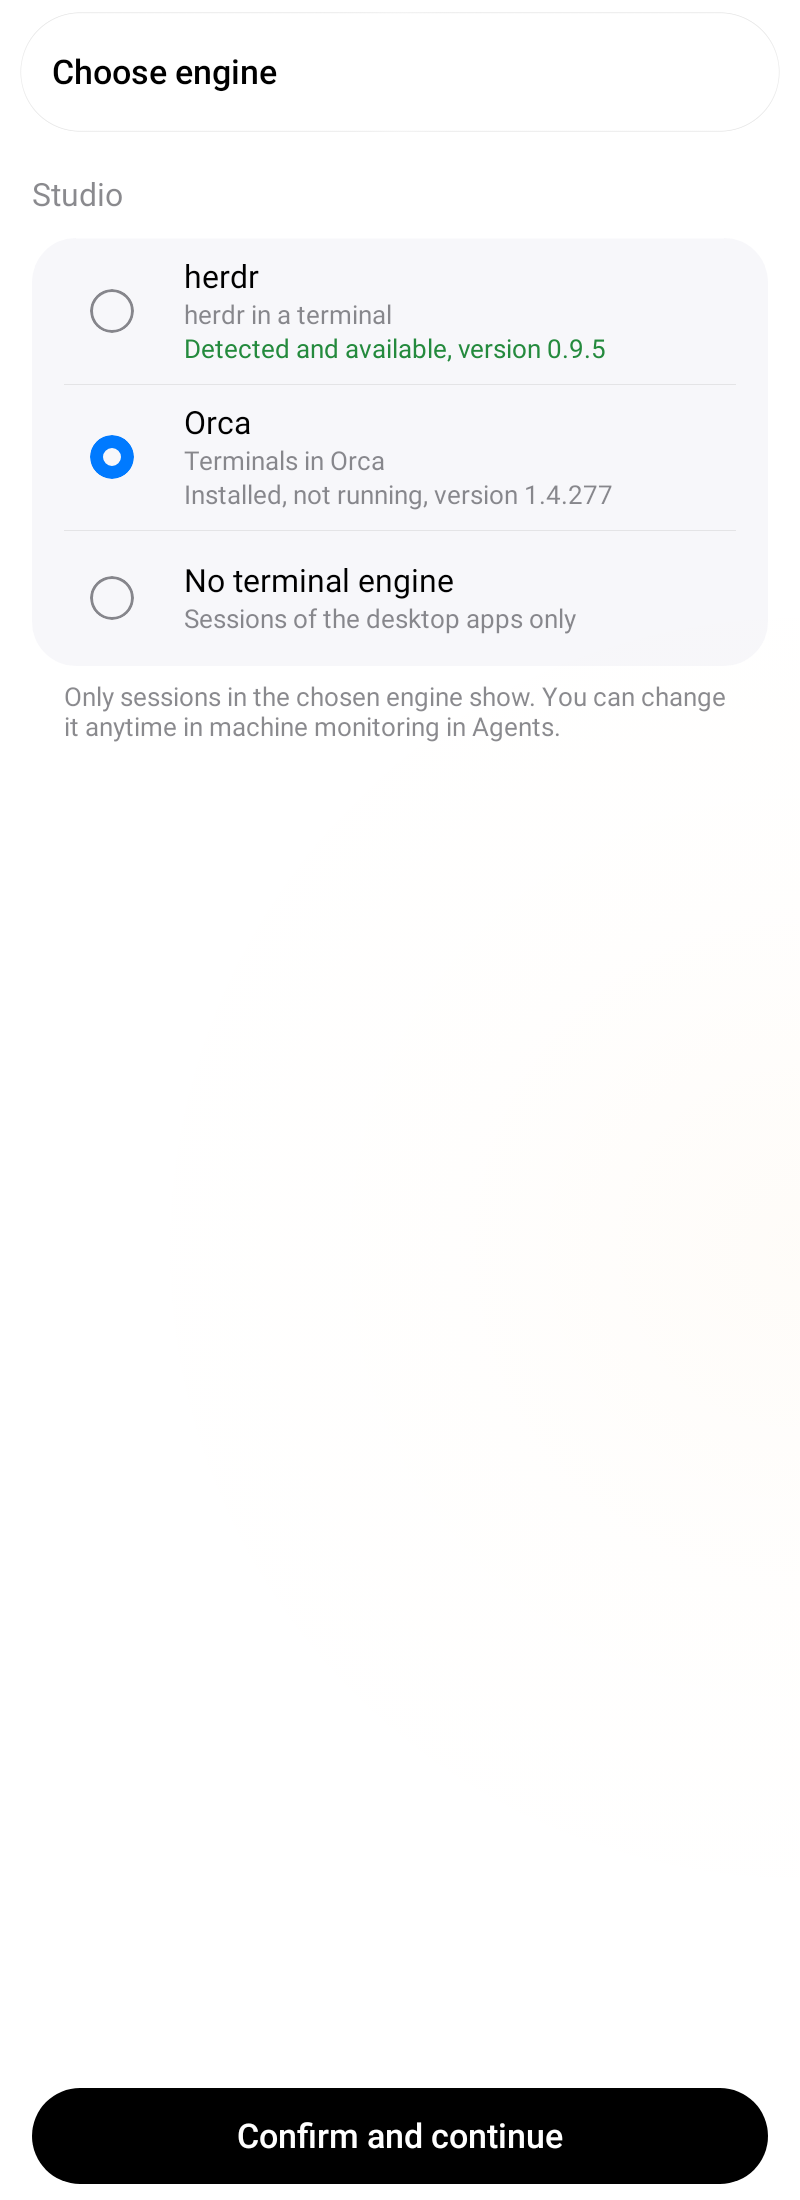 Choose engine
Studio
herdr
herdr in a terminal
Detected and available, version 0.9.5
Orca
Terminals in Orca
Installed, not running, version 1.4.277
No terminal engine
Sessions of the desktop apps only
Only sessions in the chosen engine show. You can change
it anytime in machine monitoring in Agents.
Confirm and continue